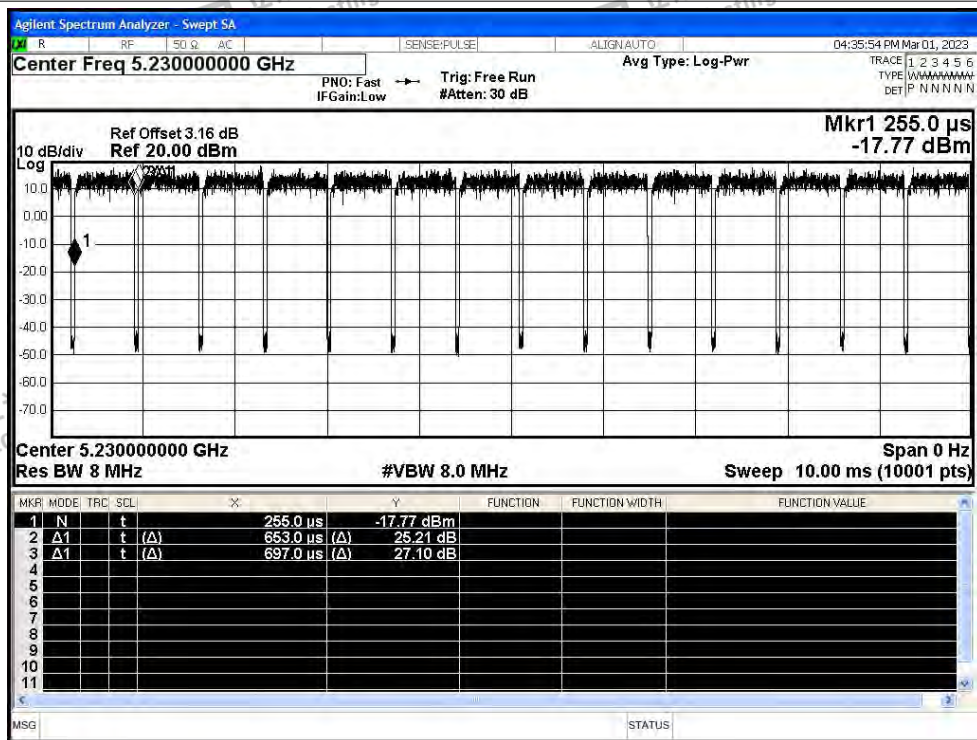 Agilent Spectrum Analyzer - Swept SA
R RF 50 Ω AC SENSE:PULSE ALIGN AUTO 04:35:54 PM Mar 01, 2023
Center Freq 5.230000000 GHz
PNO: Fast
IFGain:Low
Trig: Free Run
#Atten: 30 dB
Avg Type: Log-Pwr
TRACE 1 2 3 4 5 6
TYPE
DET P N N N N N
Mkr1 255.0 µs
-17.77 dBm
Ref Offset 3.16 dB
10 dB/div Ref 20.00 dBm
Log
10.0
0.00
-10.0
1
-20.0
-30.0
-40.0
-50.0
-60.0
-70.0
Center 5.230000000 GHz Span 0 Hz
Res BW 8 MHz #VBW 8.0 MHz Sweep 10.00 ms (10001 pts)
MKR MODE TRC SCL X Y FUNCTION FUNCTION WIDTH FUNCTION VALUE
1 N t 255.0 µs -17.77 dBm
2 Δ1 t (Δ) 653.0 µs (Δ) 25.21 dB
3 Δ1 t (Δ) 697.0 µs (Δ) 27.10 dB
4
5
6
7
8
9
10
11
MSG STATUS